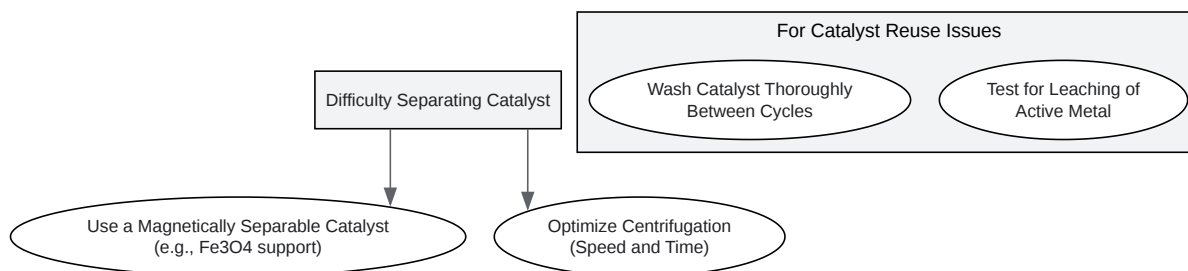 For Catalyst Reuse Issues
Wash Catalyst Thoroughly
Between Cycles
Test for Leaching of
Active Metal
Difficulty Separating Catalyst
Use a Magnetically Separable Catalyst
(e.g., Fe3O4 support)
Optimize Centrifugation
(Speed and Time)